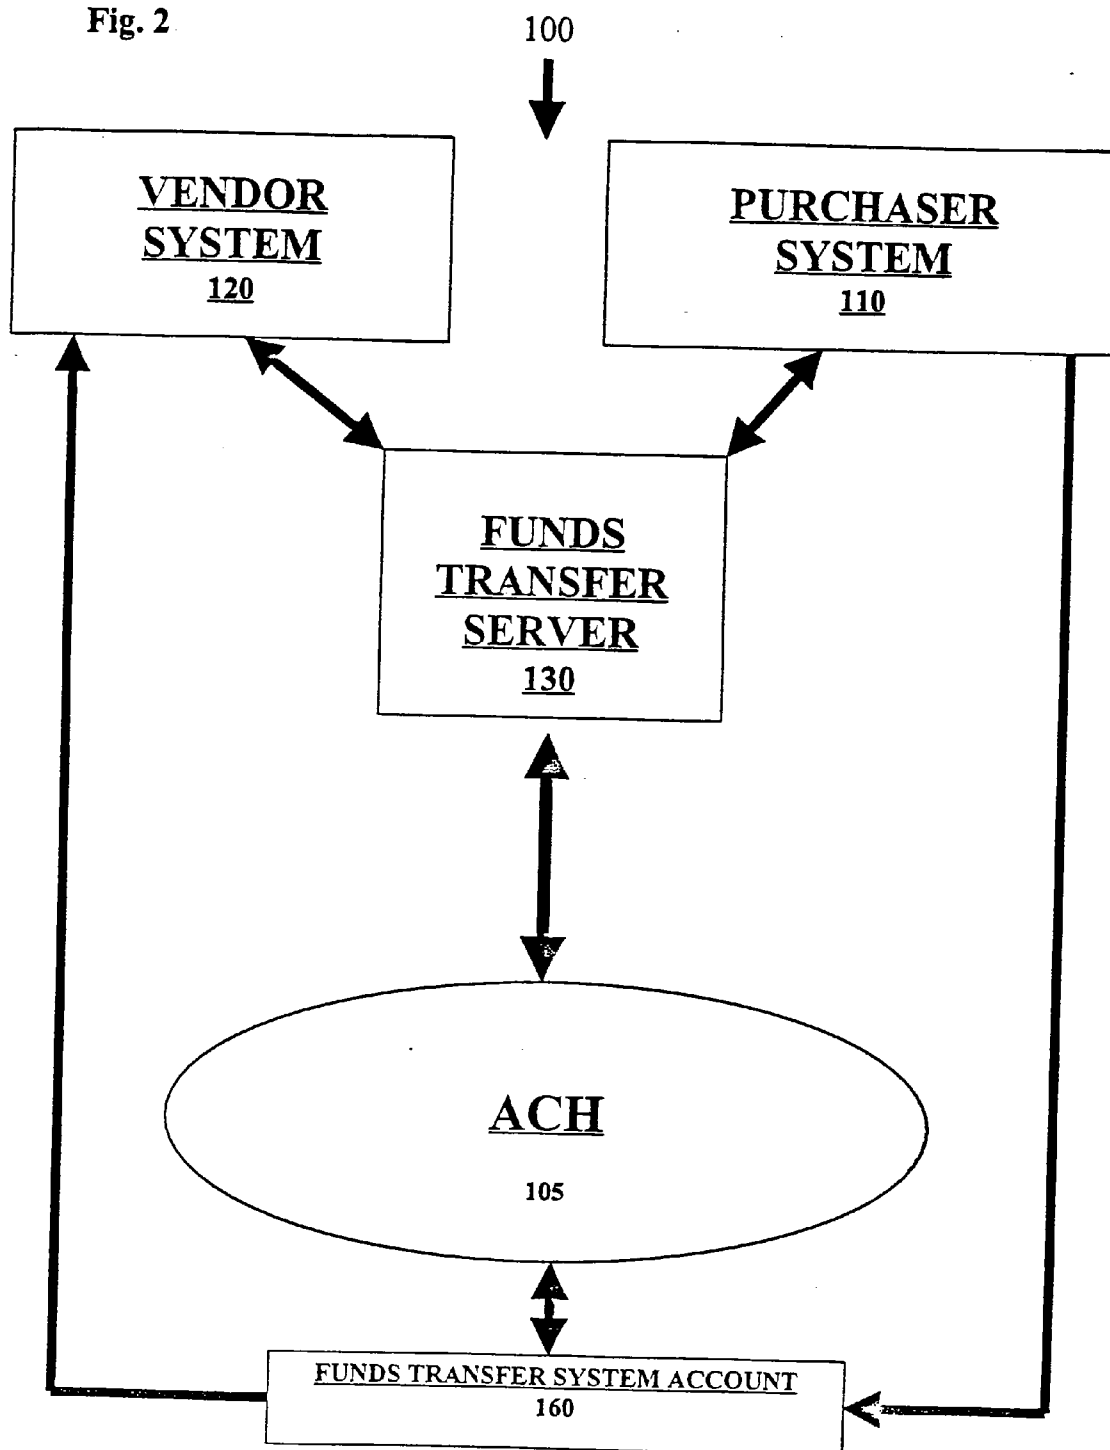 Fig. 2
100
VENDOR
SYSTEM
120
PURCHASER
SYSTEM
110
FUNDS
TRANSFER
SERVER
130
ACH
105
FUNDS TRANSFER SYSTEM ACCOUNT
160